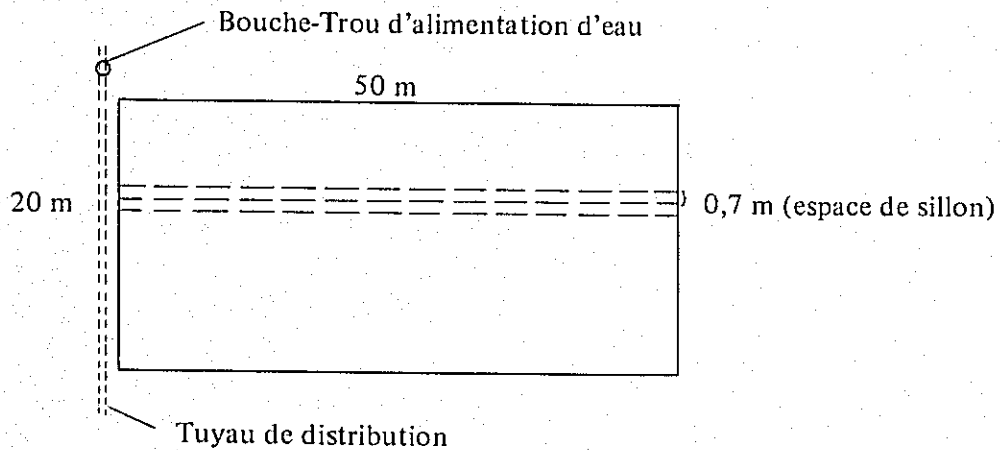 Bouche-Trou d'alimentation d'eau
50 m
20 m
0,7 m (espace de sillon)
Tuyau de distribution